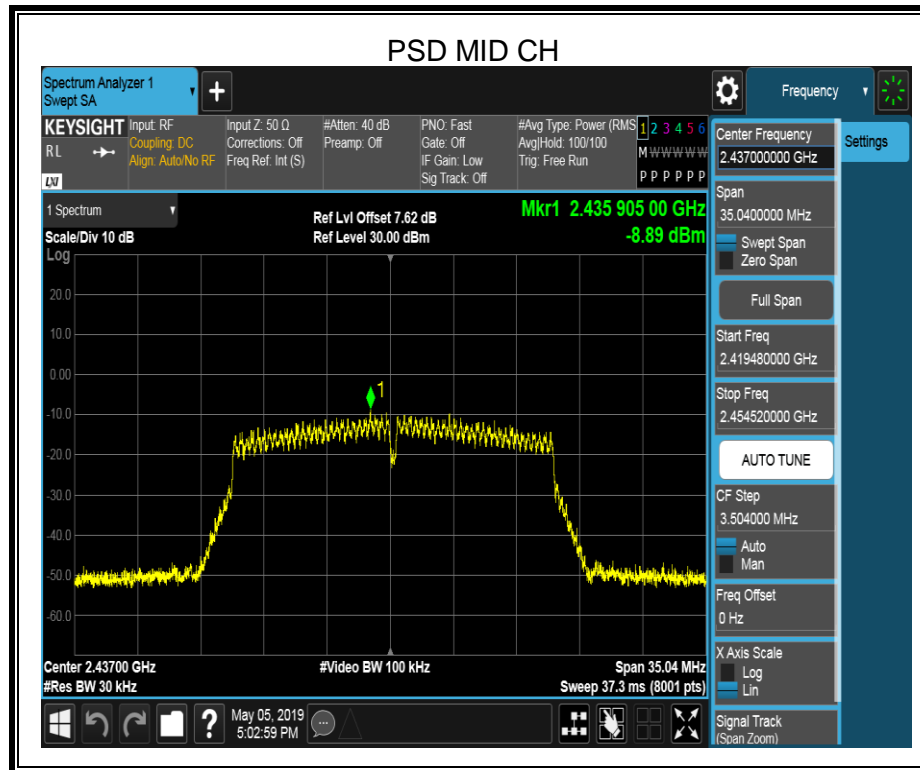 PSD MID CH
Spectrum Analyzer 1
Swept SA
+
Frequency
KEYSIGHT
RL
LXI
Input: RF
Coupling: DC
Align: Auto/No RF
Input Z: 50 Ω
Corrections: Off
Freq Ref: Int (S)
#Atten: 40 dB
Preamp: Off
PNO: Fast
Gate: Off
IF Gain: Low
Sig Track: Off
#Avg Type: Power (RMS
Avg|Hold: 100/100
Trig: Free Run
1 2 3 4 5 6
M W W W W W
P P P P P P
Center Frequency
2.437000000 GHz
Settings
1 Spectrum
Scale/Div 10 dB
Log
Ref Lvl Offset 7.62 dB
Ref Level 30.00 dBm
Mkr1 2.435 905 00 GHz
-8.89 dBm
20.0
10.0
0.00
-10.0
-20.0
-30.0
-40.0
-50.0
-60.0
1
Span
35.0400000 MHz
Swept Span
Zero Span
Full Span
Start Freq
2.419480000 GHz
Stop Freq
2.454520000 GHz
AUTO TUNE
CF Step
3.504000 MHz
Auto
Man
Freq Offset
0 Hz
X Axis Scale
Log
Lin
Signal Track
(Span Zoom)
Center 2.43700 GHz
#Res BW 30 kHz
#Video BW 100 kHz
Span 35.04 MHz
Sweep 37.3 ms (8001 pts)
?
May 05, 2019
5:02:59 PM